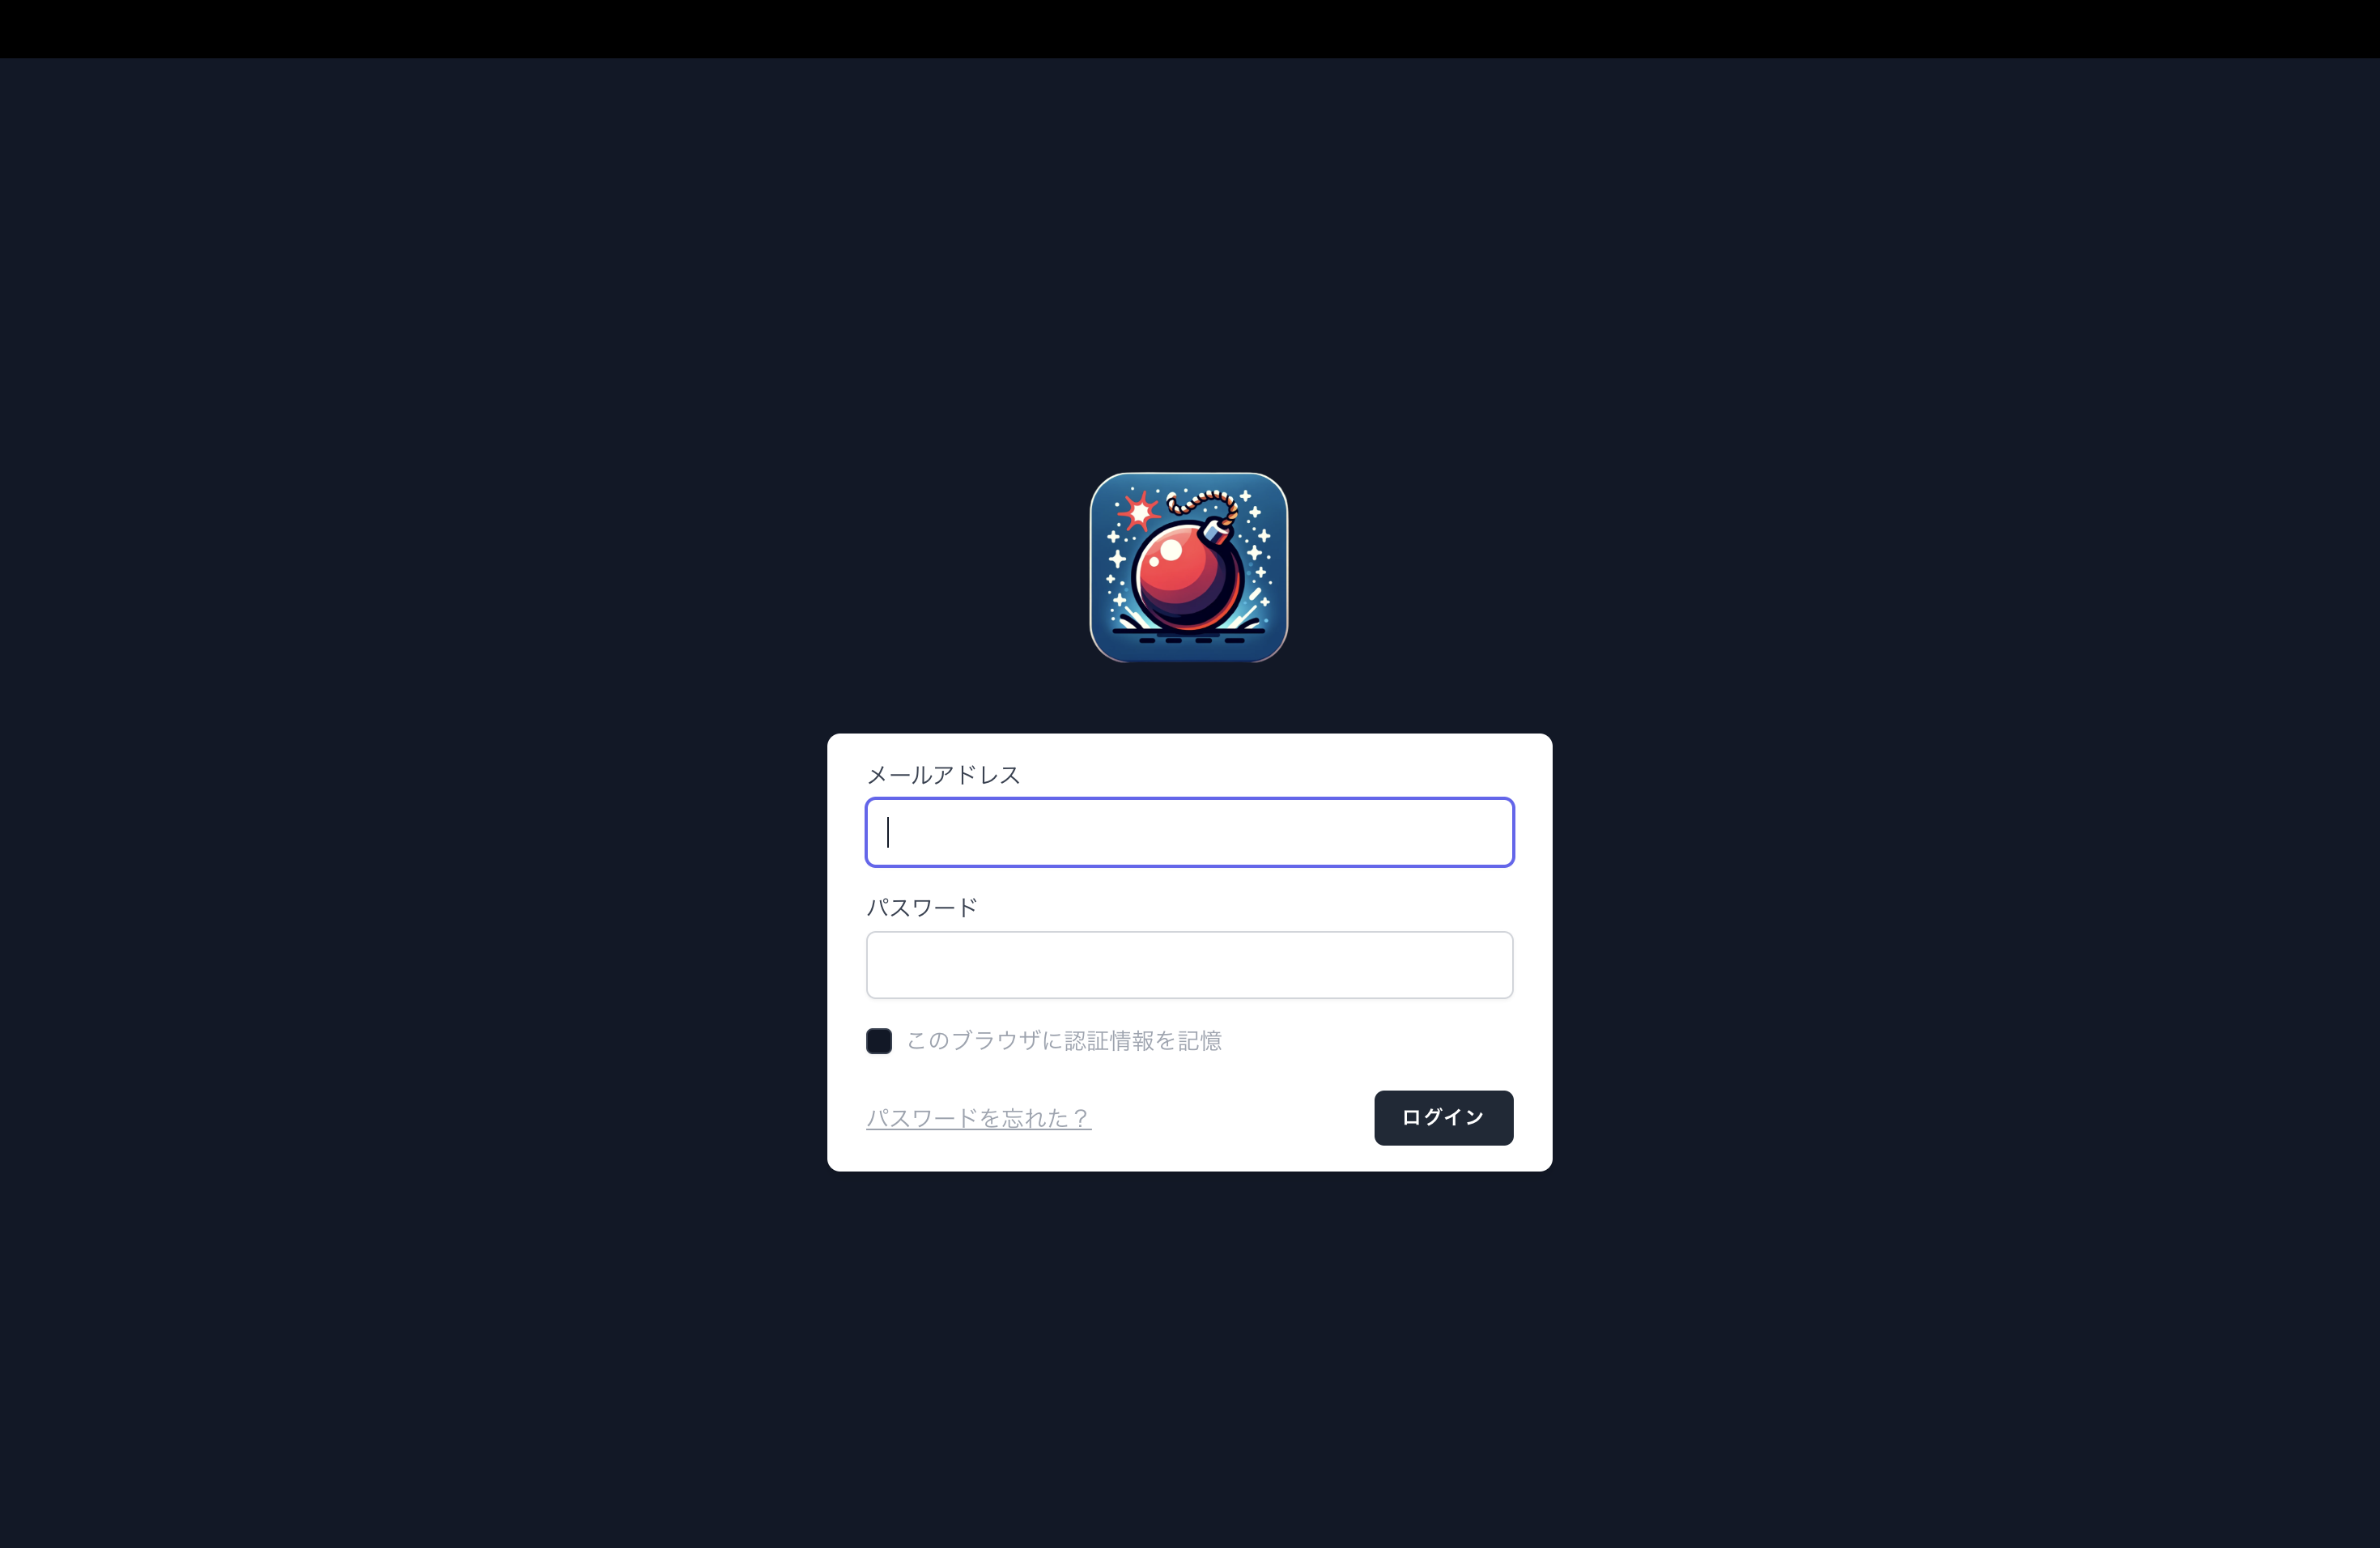 メールアドレス
パスワード
このブラウザに認証情報を記憶
パスワードを忘れた？
ログイン